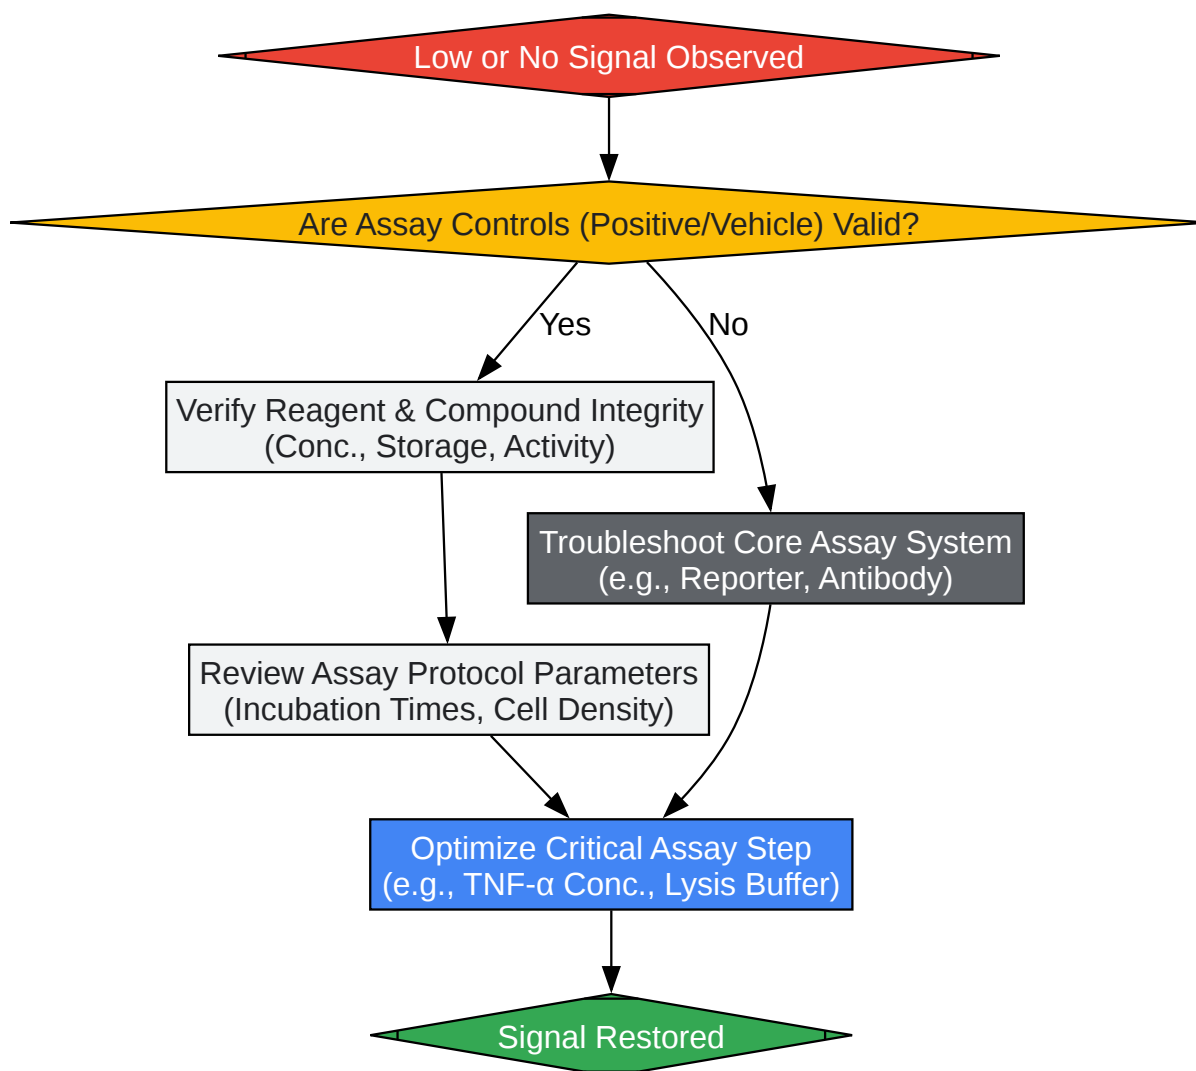 Low or No Signal Observed
Are Assay Controls (Positive/Vehicle) Valid?
Yes
No
Verify Reagent & Compound Integrity
(Conc., Storage, Activity)
Troubleshoot Core Assay System
(e.g., Reporter, Antibody)
Review Assay Protocol Parameters
(Incubation Times, Cell Density)
Optimize Critical Assay Step
(e.g., TNF-α Conc., Lysis Buffer)
Signal Restored